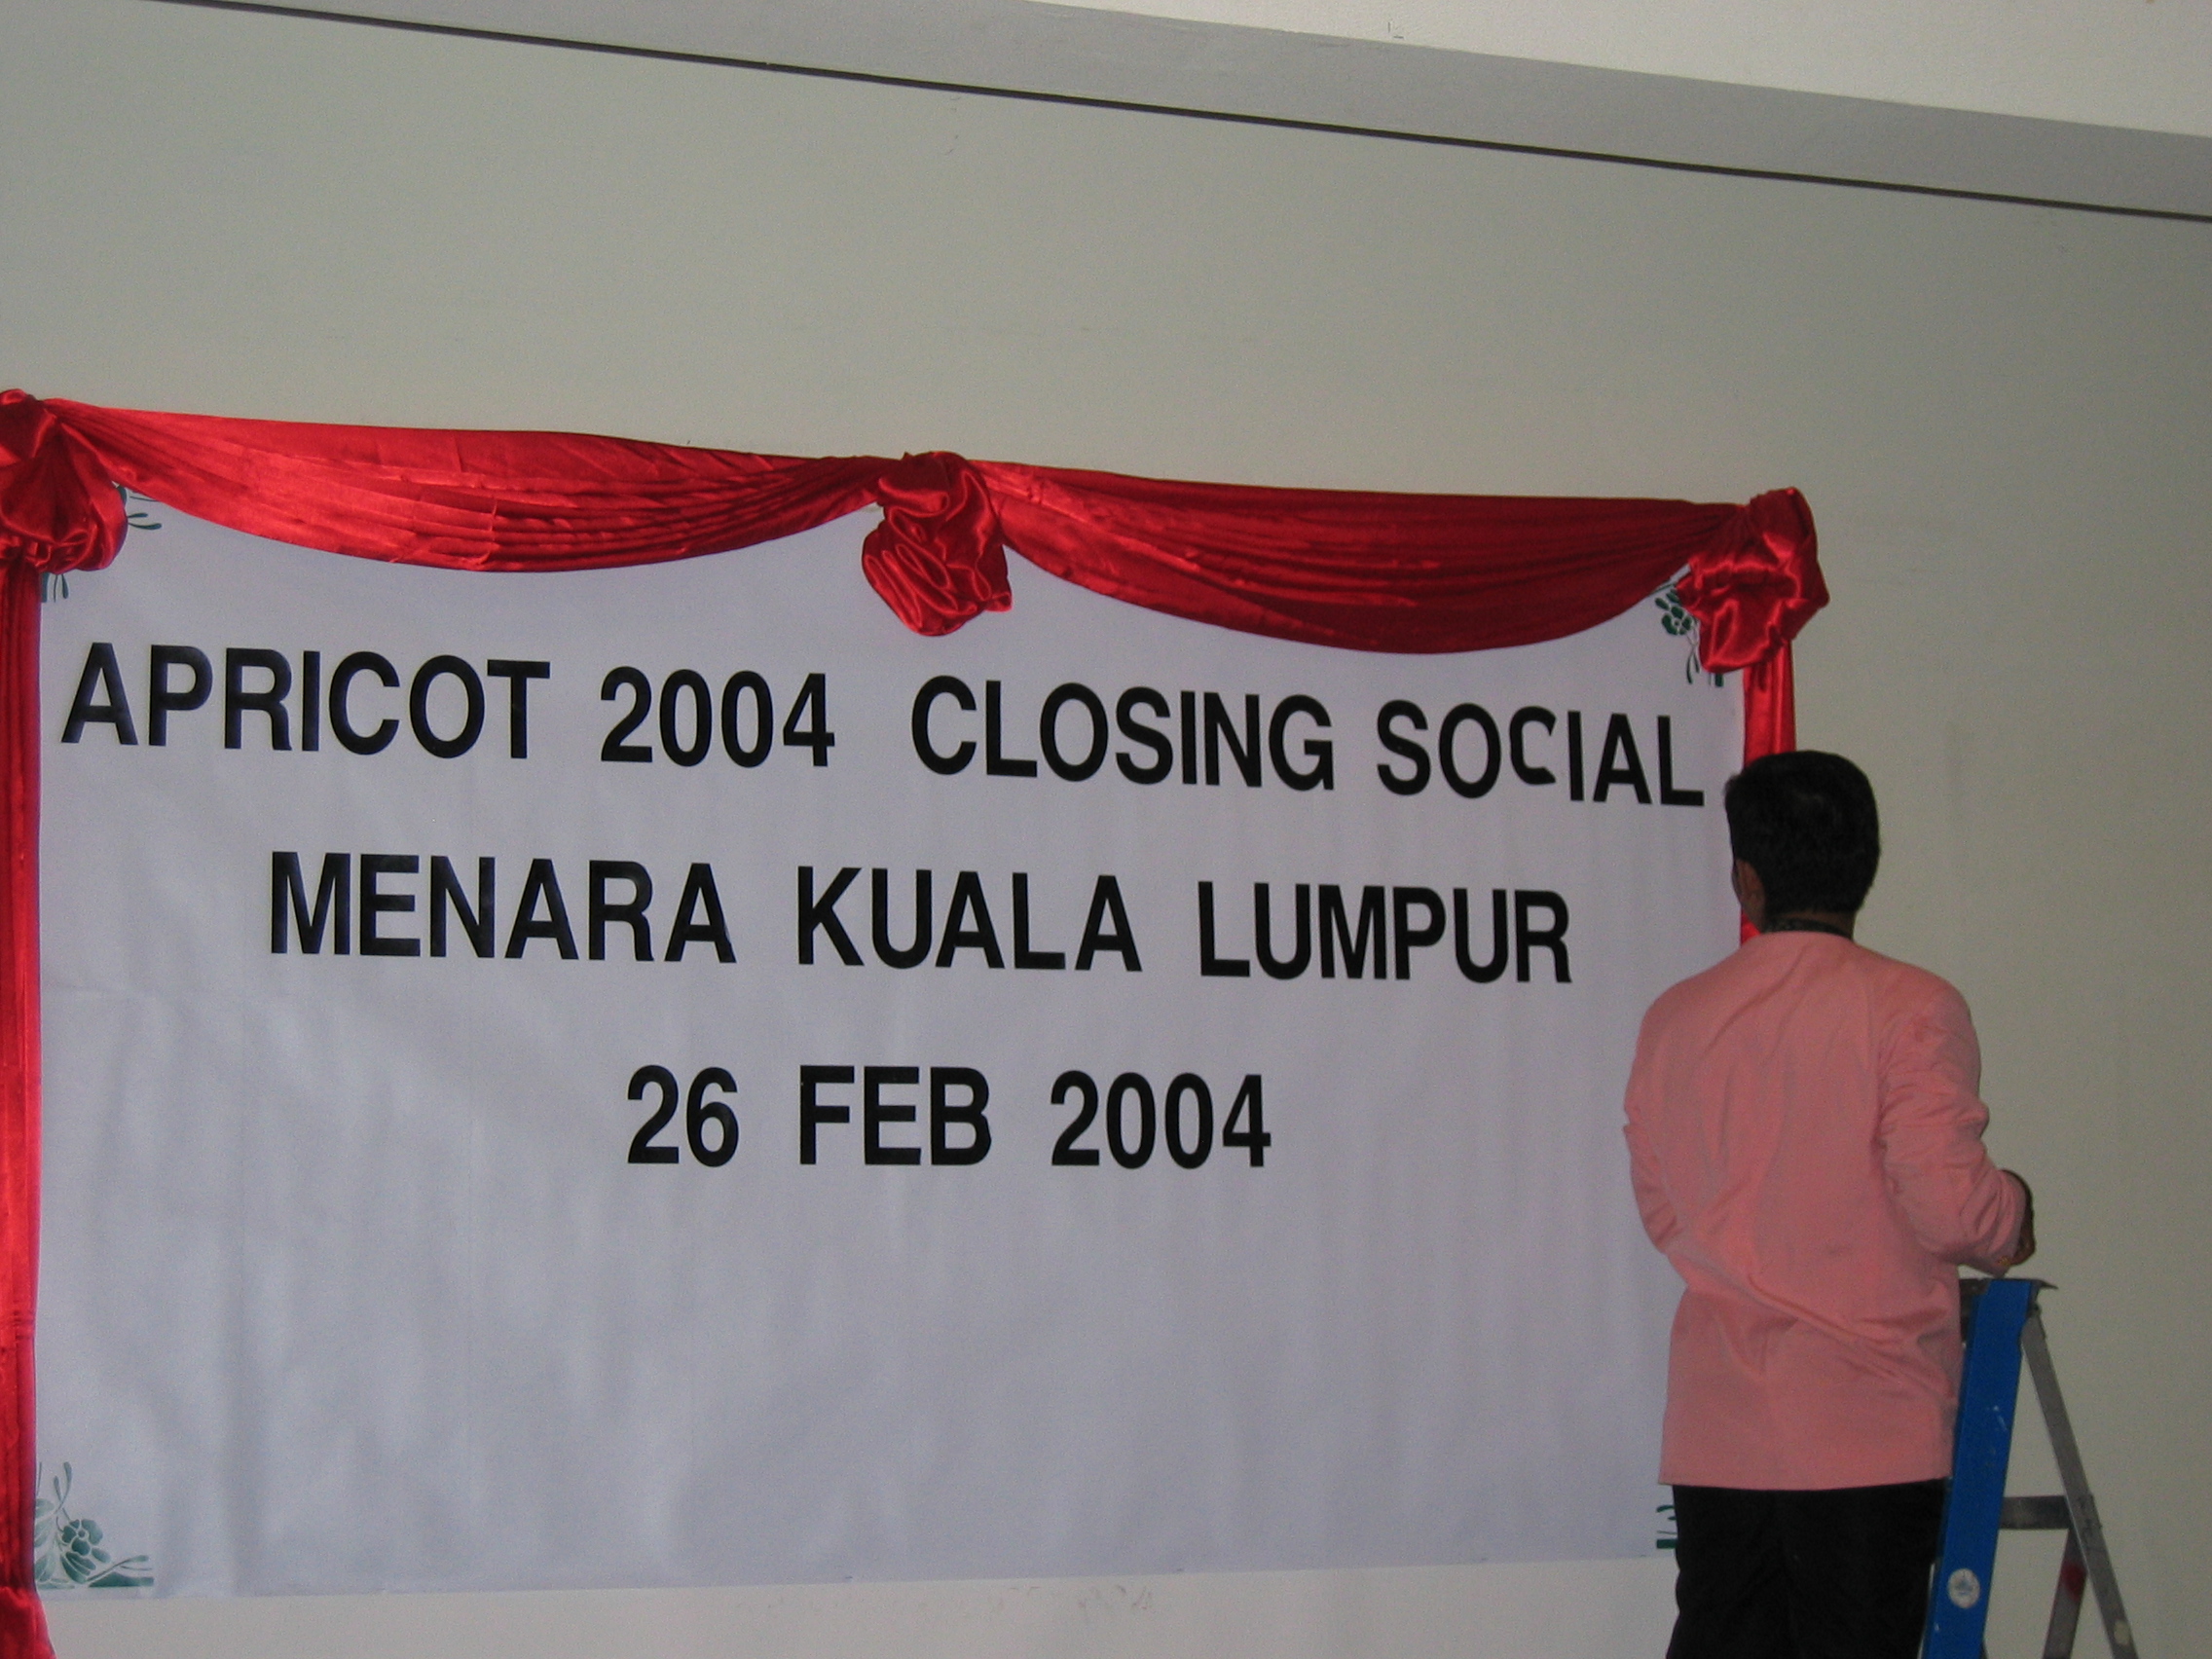 APRICOT 2004 CLOSING SOCIAL
MENARA KUALA LUMPUR
26 FEB 2004